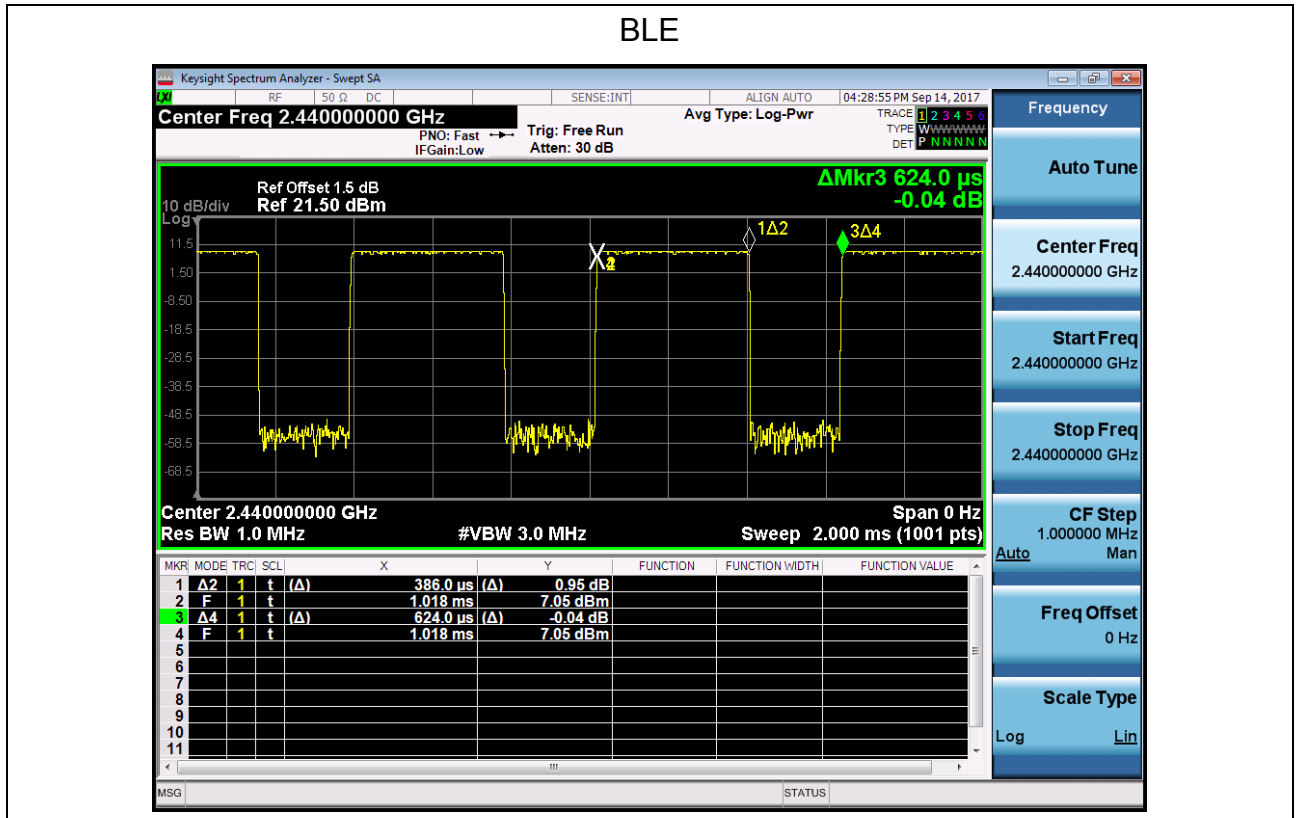 BLE
Keysight Spectrum Analyzer - Swept SA
LXI RF 50 Ω DC SENSE:INT ALIGN AUTO 04:28:55 PM Sep 14, 2017
Center Freq 2.440000000 GHz
PNO: Fast
IFGain:Low
Trig: Free Run
Atten: 30 dB
Avg Type: Log-Pwr
TRACE 1 2 3 4 5 6
TYPE WWWWWWW
DET P N N N N N
ΔMkr3 624.0 µs
-0.04 dB
Ref Offset 1.5 dB
10 dB/div Ref 21.50 dBm
Log
11.5
1.50
-8.50
-18.5
-28.5
-38.5
-48.5
-58.5
-68.5
1Δ2
3Δ4
Center 2.440000000 GHz Span 0 Hz
Res BW 1.0 MHz #VBW 3.0 MHz Sweep 2.000 ms (1001 pts)
MKR MODE TRC SCL X Y FUNCTION FUNCTION WIDTH FUNCTION VALUE
1 Δ2 1 t (Δ) 386.0 µs (Δ) 0.95 dB
2 F 1 t 1.018 ms 7.05 dBm
3 Δ4 1 t (Δ) 624.0 µs (Δ) -0.04 dB
4 F 1 t 1.018 ms 7.05 dBm
5
6
7
8
9
10
11
MSG STATUS
Frequency
Auto Tune
Center Freq
2.440000000 GHz
Start Freq
2.440000000 GHz
Stop Freq
2.440000000 GHz
CF Step
1.000000 MHz
Auto Man
Freq Offset
0 Hz
Scale Type
Log Lin